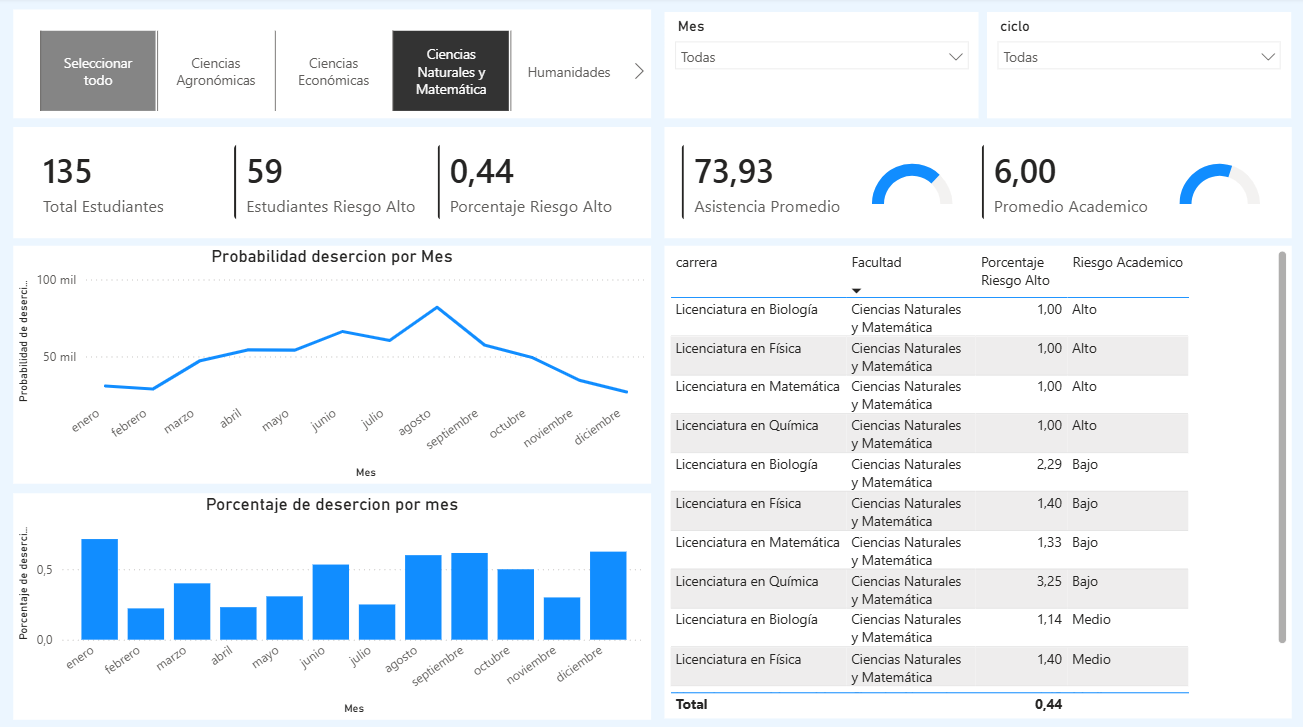 Seleccionar
todo
Ciencias
Agronómicas
Ciencias
Económicas
Ciencias
Naturales y
Matemática
Humanidades
Mes
Todas
ciclo
Todas
135
Total Estudiantes
59
Estudiantes Riesgo Alto
0,44
Porcentaje Riesgo Alto
73,93
Asistencia Promedio
6,00
Promedio Academico
Probabilidad desercion por Mes
Probabilidad de deserci...
100 mil
50 mil
enero
febrero
marzo
abril
mayo
junio
julio
agosto
septiembre
octubre
noviembre
diciembre
Mes
Porcentaje de desercion por mes
Porcentaje de deserci...
0,5
0,0
enero
febrero
marzo
abril
mayo
junio
julio
agosto
septiembre
octubre
noviembre
diciembre
Mes
carrera Facultad Porcentaje Riesgo Academico
Riesgo Alto
Licenciatura en Biología Ciencias Naturales 1,00 Alto
y Matemática
Licenciatura en Física Ciencias Naturales 1,00 Alto
y Matemática
Licenciatura en Matemática Ciencias Naturales 1,00 Alto
y Matemática
Licenciatura en Química Ciencias Naturales 1,00 Alto
y Matemática
Licenciatura en Biología Ciencias Naturales 2,29 Bajo
y Matemática
Licenciatura en Física Ciencias Naturales 1,40 Bajo
y Matemática
Licenciatura en Matemática Ciencias Naturales 1,33 Bajo
y Matemática
Licenciatura en Química Ciencias Naturales 3,25 Bajo
y Matemática
Licenciatura en Biología Ciencias Naturales 1,14 Medio
y Matemática
Licenciatura en Física Ciencias Naturales 1,40 Medio
y Matemática
Total 0,44